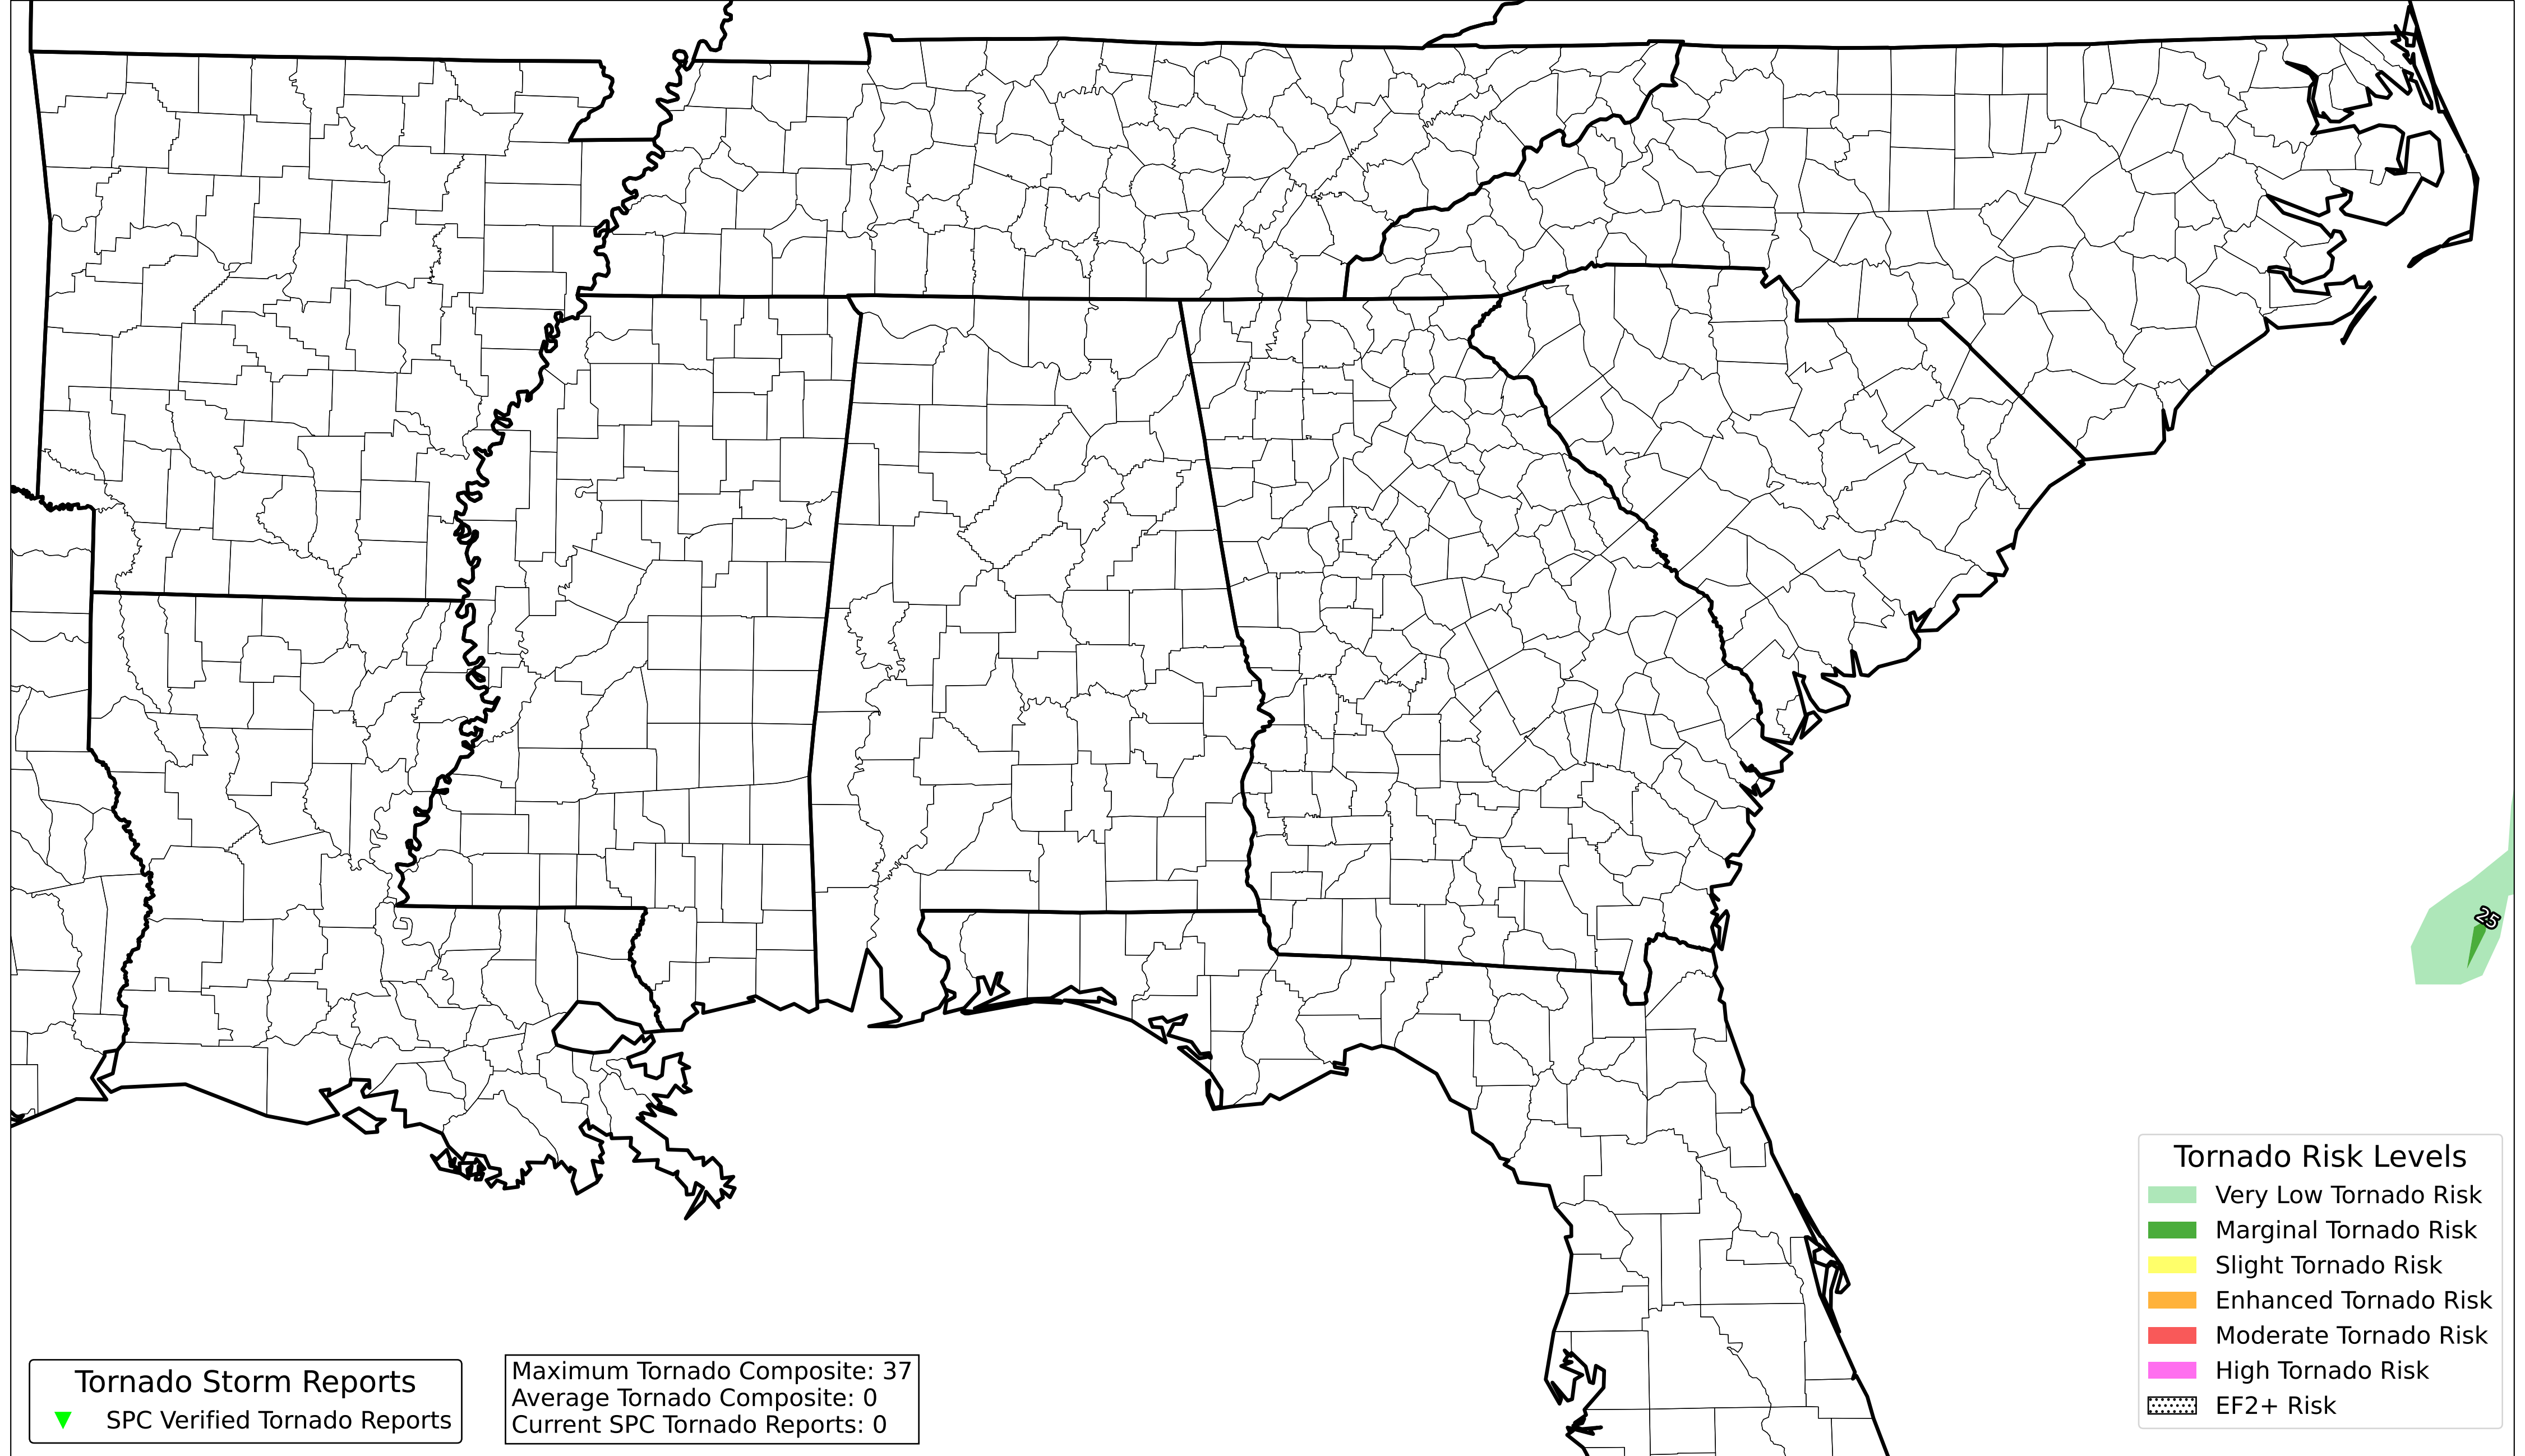 25
Tornado Risk Levels
Very Low Tornado Risk
Marginal Tornado Risk
Slight Tornado Risk
Enhanced Tornado Risk
Moderate Tornado Risk
High Tornado Risk
EF2+ Risk
Tornado Storm Reports
SPC Verified Tornado Reports
Maximum Tornado Composite: 37
Average Tornado Composite: 0
Current SPC Tornado Reports: 0